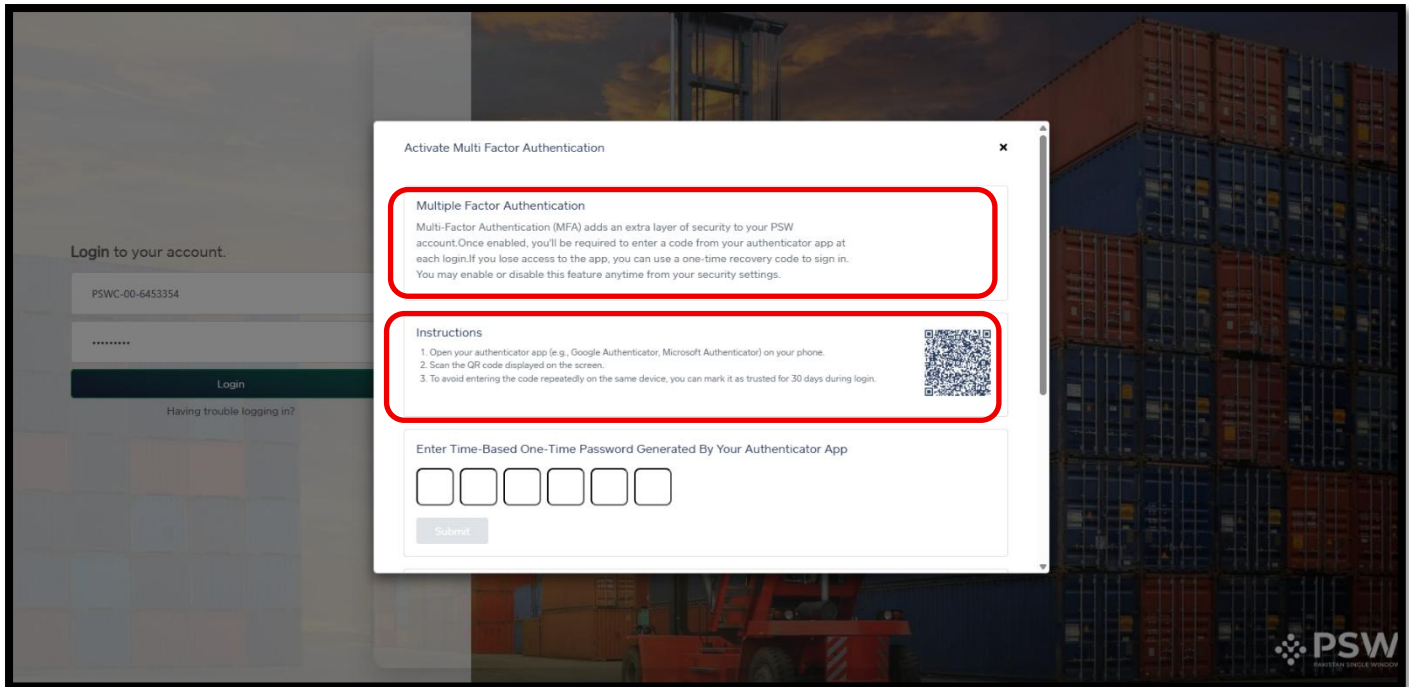 Activate Multi Factor Authentication
Multiple Factor Authentication
Multi-Factor Authentication (MFA) adds an extra layer of security to your PSW
account.Once enabled, you'll be required to enter a code from your authenticator app at
each login.If you lose access to the app, you can use a one-time recovery code to sign in.
You may enable or disable this feature anytime from your security settings.
Login to your account.
PSWC-00-6453354
Login
Having trouble logging in?
Instructions
1. Open your authenticator app (e.g., Google Authenticator, Microsoft Authenticator) on your phone.
2. Scan the QR code displayed on the screen.
3. To avoid entering the code repeatedly on the same device, you can mark it as trusted for 30 days during login.
Enter Time-Based One-Time Password Generated By Your Authenticator App
Submit
PSW
PAKISTAN SINGLE WINDOW